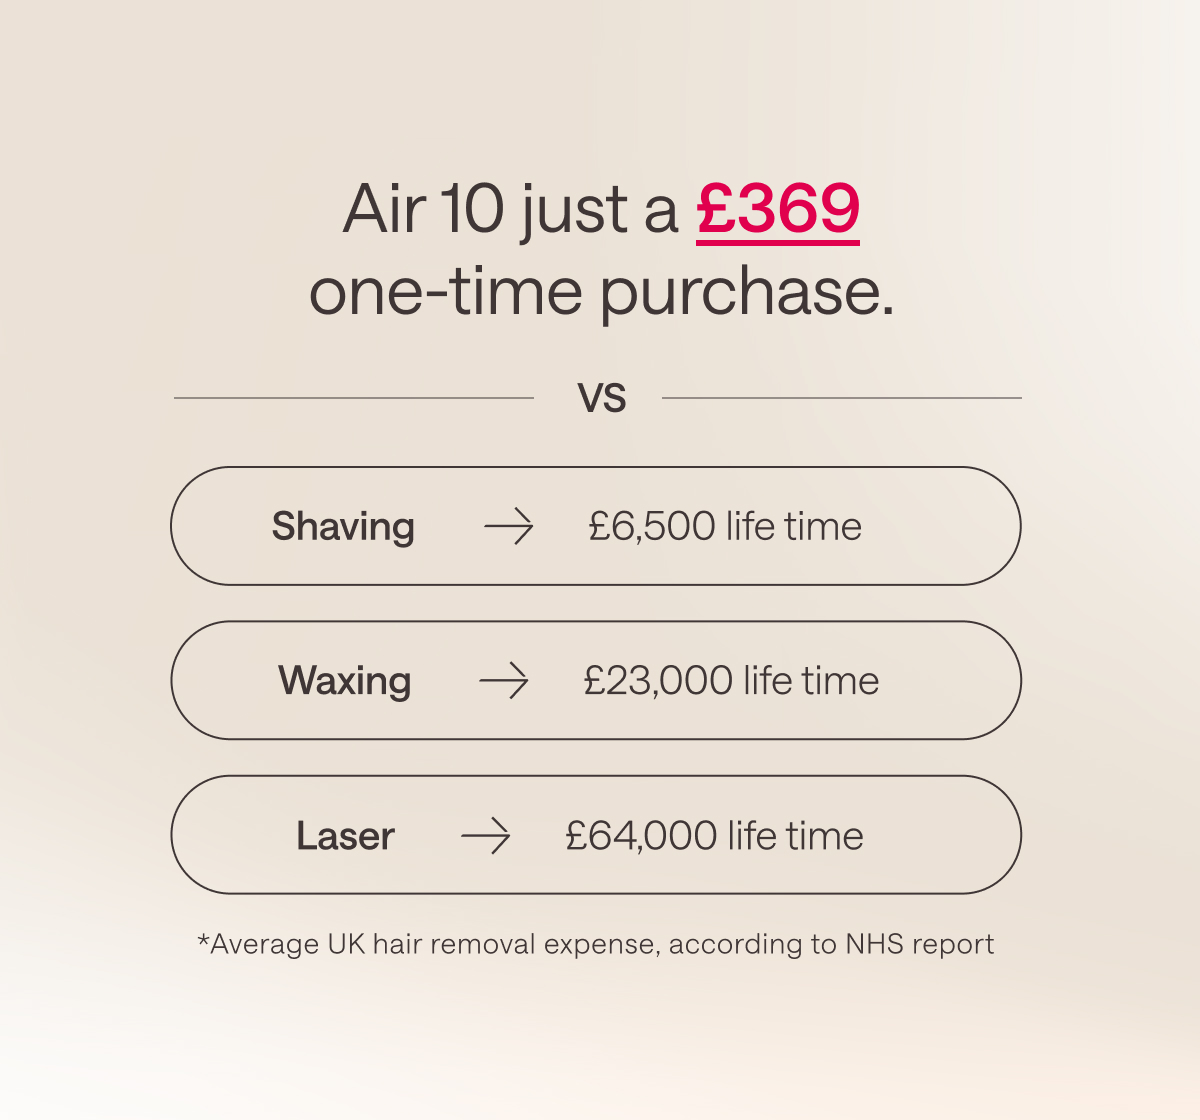 Air 10 just a £369
one-time purchase.
VS
Shaving → £6,500 life time
Waxing → £23,000 life time
Laser → £64,000 life time
*Average UK hair removal expense, according to NHS report